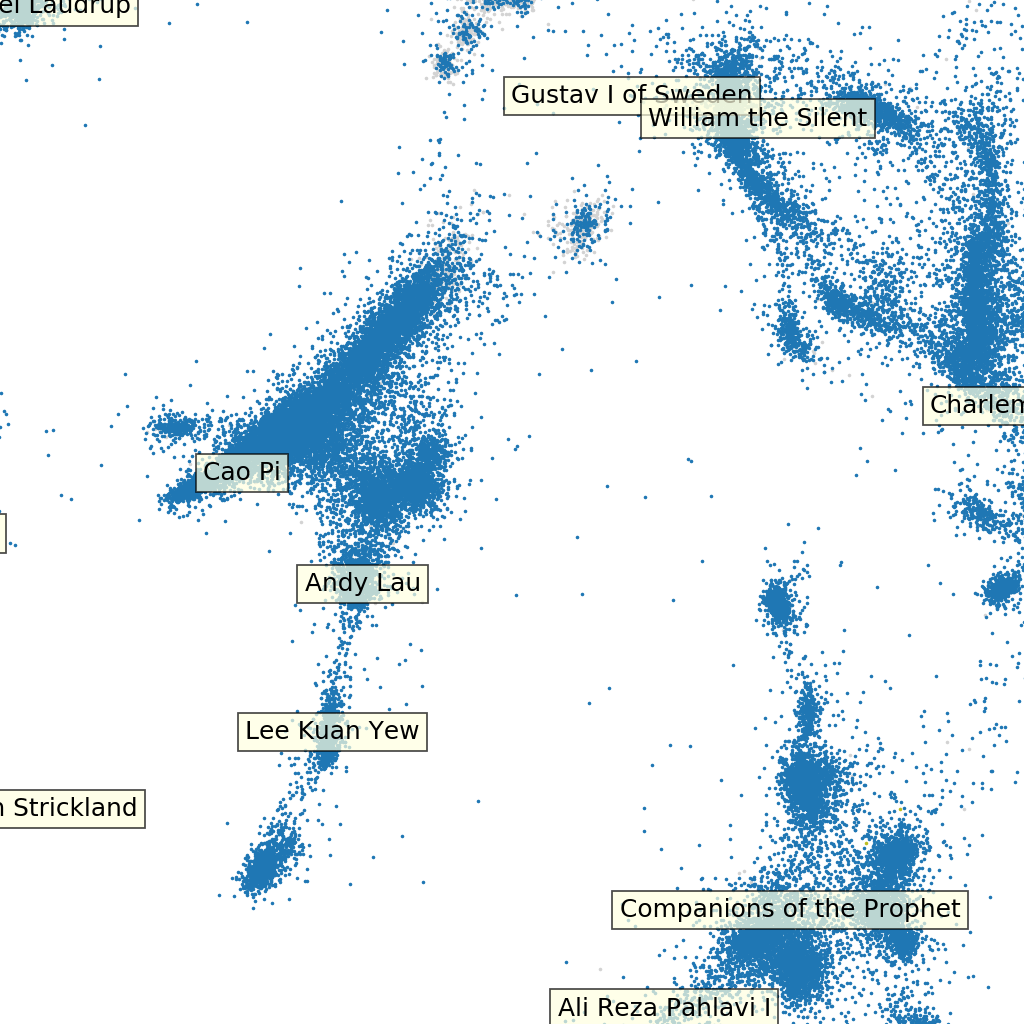 Laudrup
Gustav I of Sweden
William the Silent
Cao Pi
Andy Lau
Lee Kuan Yew
Strickland
Companions of the Prophet
Ali Reza Pahlavi I